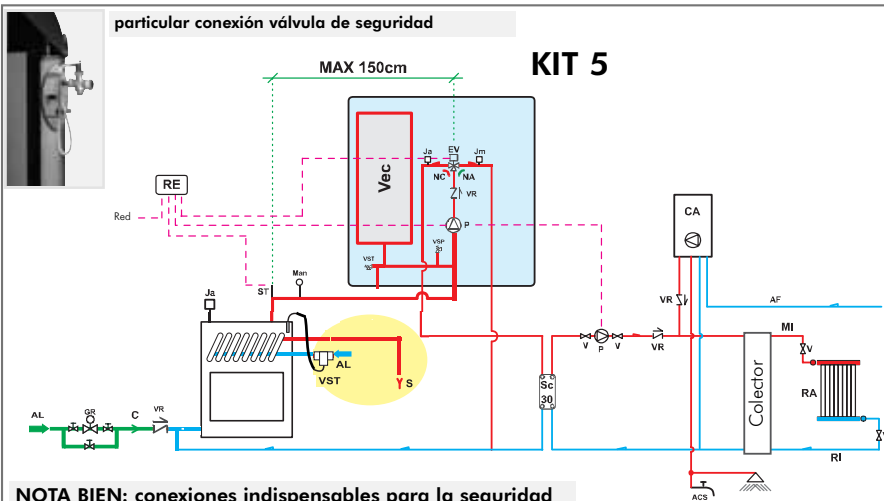 particular conexión válvula de seguridad
KIT 5
MAX 150cm
Ja
EV
Jm
NC
NA
Vec
VR
P
RE
Red
VST
VSP
CA
ST
Man
Ja
VR
AF
MI
V
P
V
VR
V
AL
VST
S
Sc
30
Colector
RA
AL
GR
C
VR
V
RI
ACS
NOTA BIEN: conexiones indispensables para la seguridad